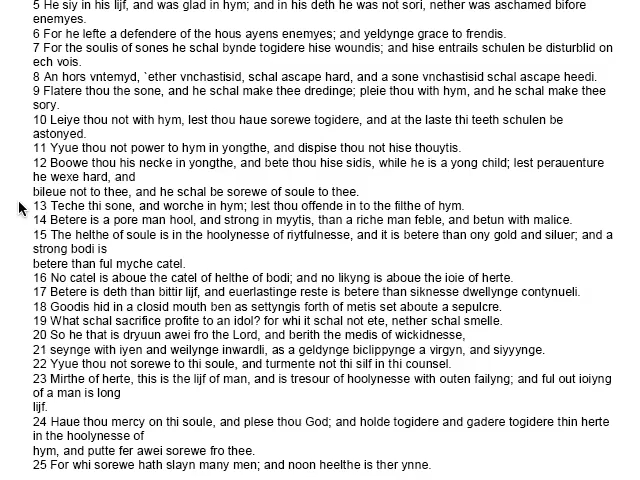 5 He siy in his lijf, and was glad in hym; and in his deth he was not sori, nether was aschamed bifore
enemyes.
6 For he lefte a defendere of the hous ayens enemyes; and yeldynge grace to frendis.
7 For the soulis of sones he schal bynde togidere hise woundis; and hise entrails schulen be disturblid on
ech vois.
8 An hors vntemyd, `ether vnchastisid, schal ascape hard, and a sone vnchastisid schal ascape heedi.
9 Flatere thou the sone, and he schal make thee dredinge; pleie thou with hym, and he schal make thee
sory.
10 Leiye thou not with hym, lest thou haue sorewe togidere, and at the laste thi teeth schulen be
astonyed.
11 Yyue thou not power to hym in yongthe, and dispise thou not hise thouytis.
12 Boowe thou his necke in yongthe, and bete thou hise sidis, while he is a yong child; lest perauenture
he wexe hard, and
bileue not to thee, and he schal be sorewe of soule to thee.
13 Teche thi sone, and worche in hym; lest thou offende in to the filthe of hym.
14 Betere is a pore man hool, and strong in myytis, than a riche man feble, and betun with malice.
15 The helthe of soule is in the hoolynesse of riytfulnesse, and it is betere than ony gold and siluer; and a
strong bodi is
betere than ful myche catel.
16 No catel is aboue the catel of helthe of bodi; and no likyng is aboue the ioie of herte.
17 Betere is deth than bittir lijf, and euerlastinge reste is betere than siknesse dwellynge contynueli.
18 Goodis hid in a closid mouth ben as settyngis forth of metis set aboute a sepulcre.
19 What schal sacrifice profite to an idol? for whi it schal not ete, nether schal smelle.
20 So he that is dryuun awei fro the Lord, and berith the medis of wickidnesse,
21 seynge with iyen and weilynge inwardli, as a geldynge biclippynge a virgyn, and siyyynge.
22 Yyue thou not sorewe to thi soule, and turmente not thi silf in thi counsel.
23 Mirthe of herte, this is the lijf of man, and is tresour of hoolynesse with outen failyng; and ful out ioiyng
of a man is long
lijf.
24 Haue thou mercy on thi soule, and plese thou God; and holde togidere and gadere togidere thin herte
in the hoolynesse of
hym, and putte fer awei sorewe fro thee.
25 For whi sorewe hath slayn many men; and noon heelthe is ther ynne.